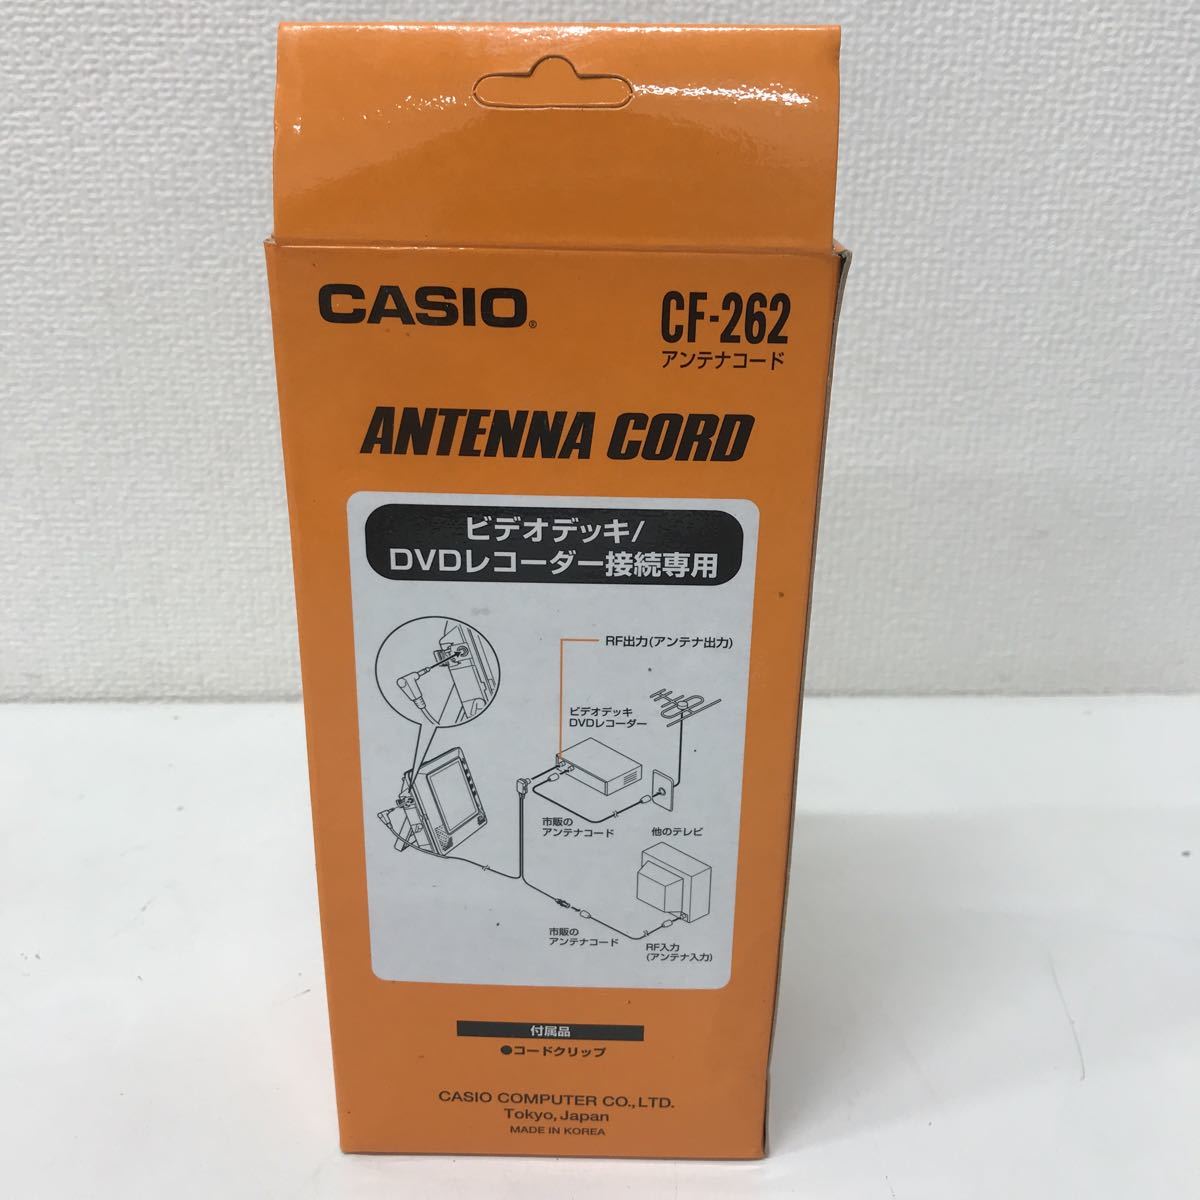 CASIO®
CF-262
アンテナコード
ANTENNA CORD
ビデオデッキ/
DVDレコーダー接続専用
RF出力(アンテナ出力)
ビデオデッキ
DVDレコーダー
市販の
アンテナコード
他のテレビ
市販の
アンテナコード
RF入力
(アンテナ入力)
付属品
●コードクリップ
CASIO COMPUTER CO.,LTD.
Tokyo, Japan
MADE IN KOREA